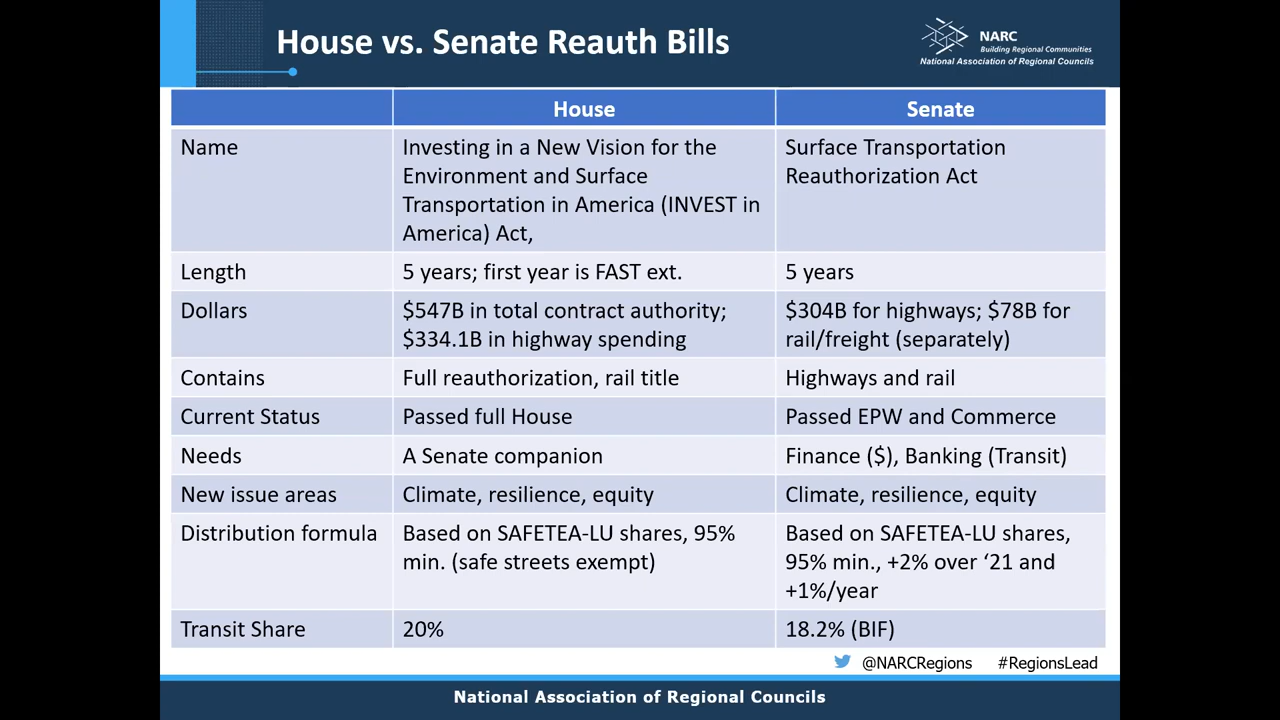 House vs. Senate Reauth Bills
NARC
Building Regional Communities
National Association of Regional Councils
House
Senate
Name
Investing in a New Vision for the
Environment and Surface
Transportation in America (INVEST in
America) Act,
Surface Transportation
Reauthorization Act
Length
5 years; first year is FAST ext.
5 years
Dollars
$547B in total contract authority;
$334.1B in highway spending
$304B for highways; $78B for
rail/freight (separately)
Contains
Full reauthorization, rail title
Highways and rail
Current Status
Passed full House
Passed EPW and Commerce
Needs
A Senate companion
Finance ($), Banking (Transit)
New issue areas
Climate, resilience, equity
Climate, resilience, equity
Distribution formula
Based on SAFETEA-LU shares, 95%
min. (safe streets exempt)
Based on SAFETEA-LU shares,
95% min., +2% over ‘21 and
+1%/year
Transit Share
20%
18.2% (BIF)
@NARCRegions #RegionsLead
National Association of Regional Councils